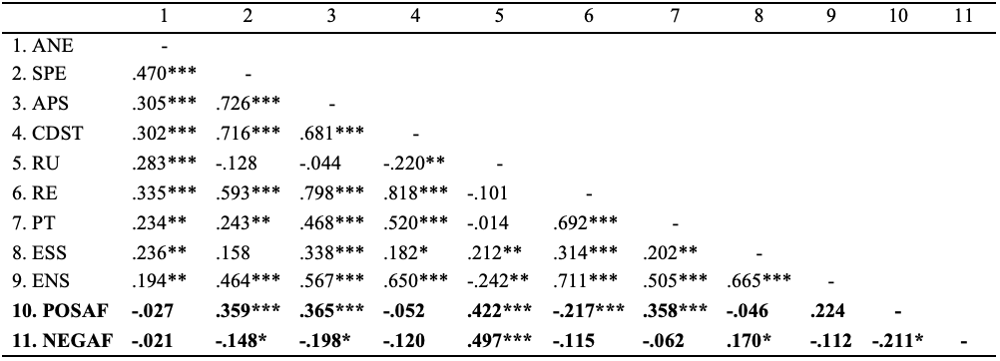 1 2 3 4 5 6 7 8 9 10 11
1. ANE -
2. SPE .470*** -
3. APS .305*** .726*** -
4. CDST .302*** .716*** .681*** -
5. RU .283*** -.128 -.044 -.220** -
6. RE .335*** .593*** .798*** .818*** -.101 -
7. PT .234** .243** .468*** .520*** -.014 .692*** -
8. ESS .236** .158 .338*** .182* .212** .314*** .202** -
9. ENS .194** .464*** .567*** .650*** -.242** .711*** .505*** .665*** -
10. POSAF -.027 .359*** .365*** -.052 .422*** -.217*** .358*** -.046 .224 -
11. NEGAF -.021 -.148* -.198* -.120 .497*** -.115 -.062 .170* -.112 -.211* -